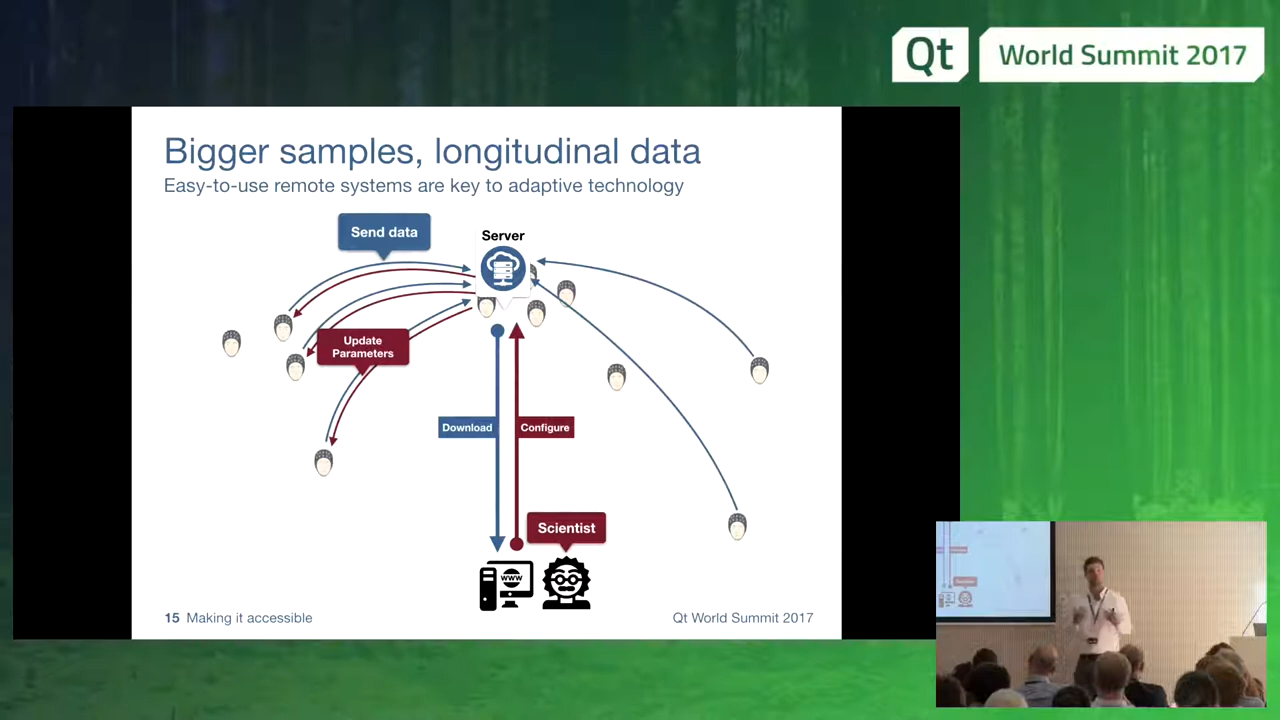 Qt World Summit 2017
Bigger samples, longitudinal data
Easy-to-use remote systems are key to adaptive technology
Send data
Server
Update
Parameters
Download
Configure
Scientist
WWW
15 Making it accessible
Qt World Summit 2017